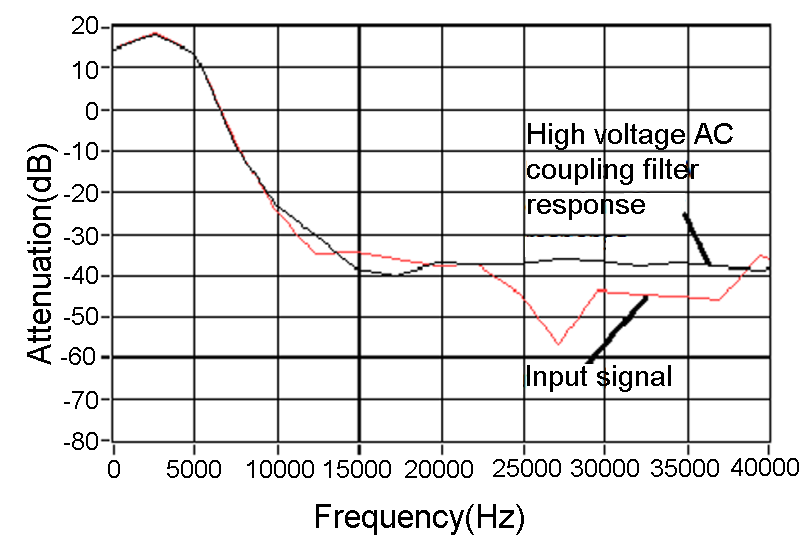 20
10
0
-10
-20
-30
-40
-50
-60
-70
-80
Attenuation(dB)
High voltage AC
coupling filter
response
Input signal
0 5000 10000 15000 20000 25000 30000 35000 40000
Frequency(Hz)